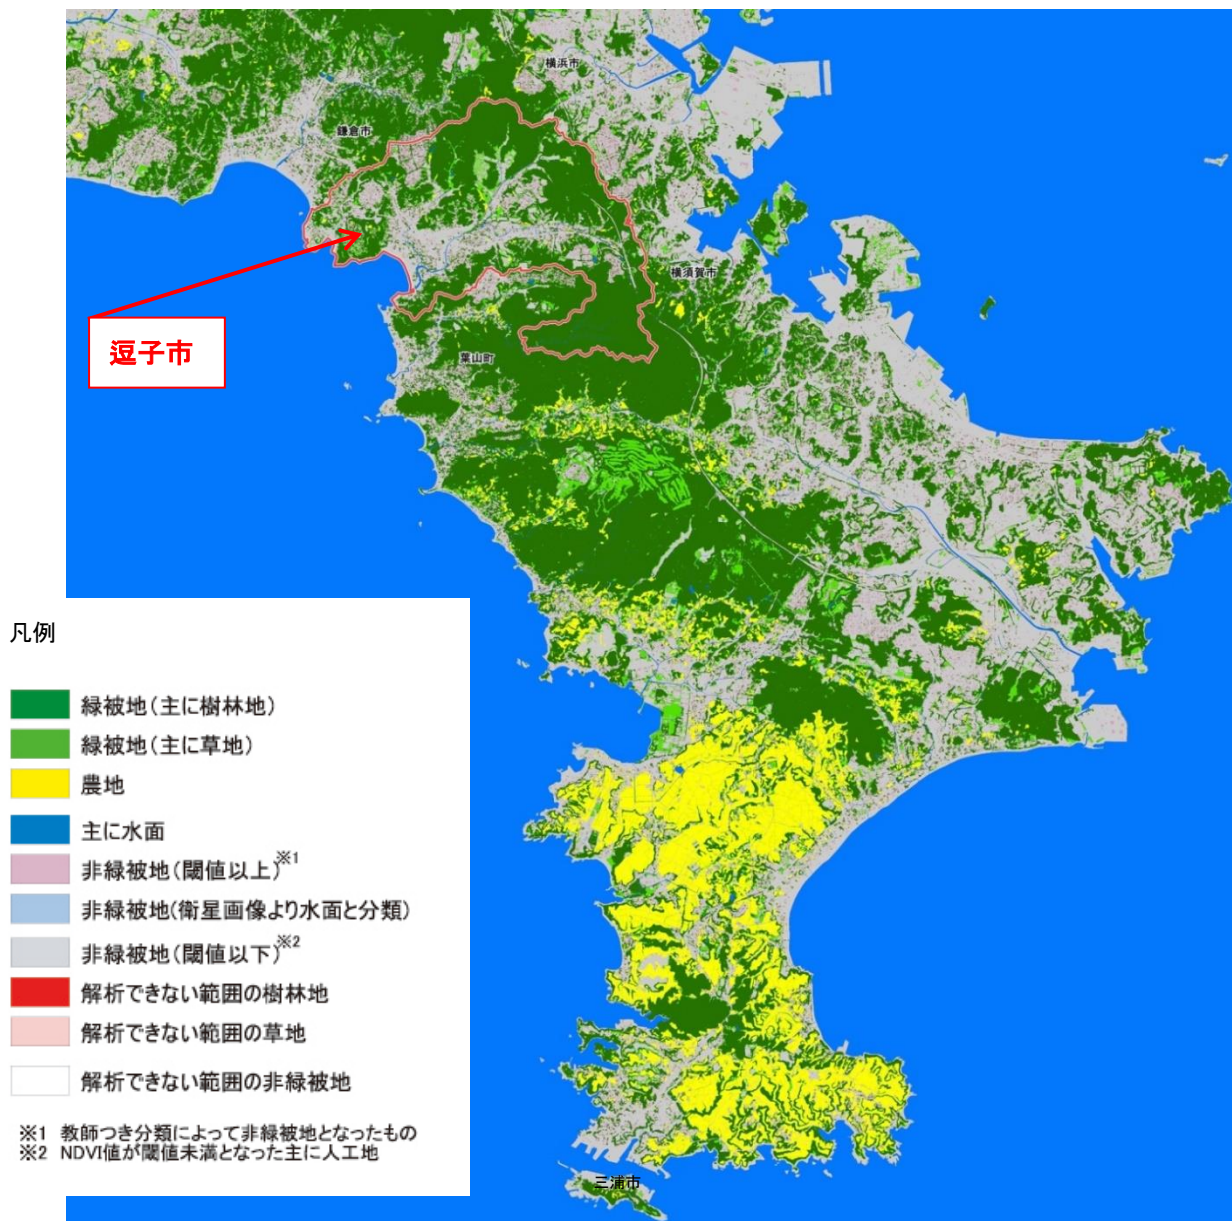 横浜市
鎌倉市
横須賀市
逗子市
葉山町
凡例
緑被地(主に樹林地)
緑被地(主に草地)
農地
主に水面
非緑被地(閾値以上)※1
非緑被地(衛星画像より水面と分類)
非緑被地(閾値以下)※2
解析できない範囲の樹林地
解析できない範囲の草地
解析できない範囲の非緑被地
※1 教師つき分類によって非緑被地となったもの
※2 NDVI値が閾値未満となった主に人工地
三浦市